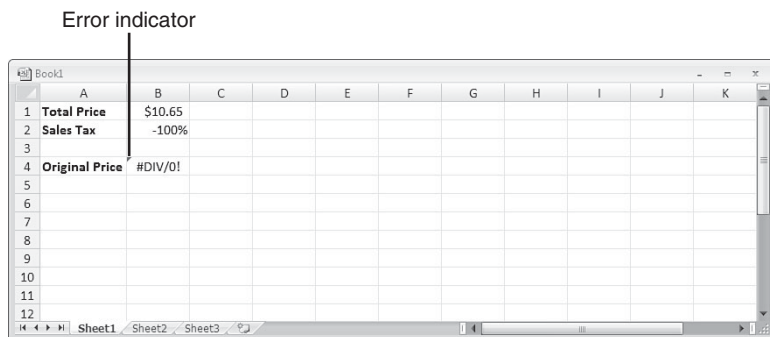 Error indicator
Book1
A B C D E F G H I J K
1 Total Price $10.65
2 Sales Tax -100%
3
4 Original Price #DIV/0!
5
6
7
8
9
10
11
12
Sheet1 Sheet2 Sheet3